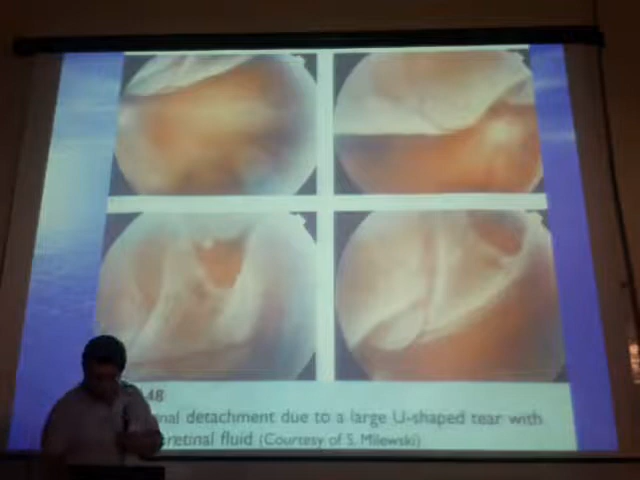 .48
nal detachment due to a large U-shaped tear with
retinal fluid (Courtesy of S. Milewski)